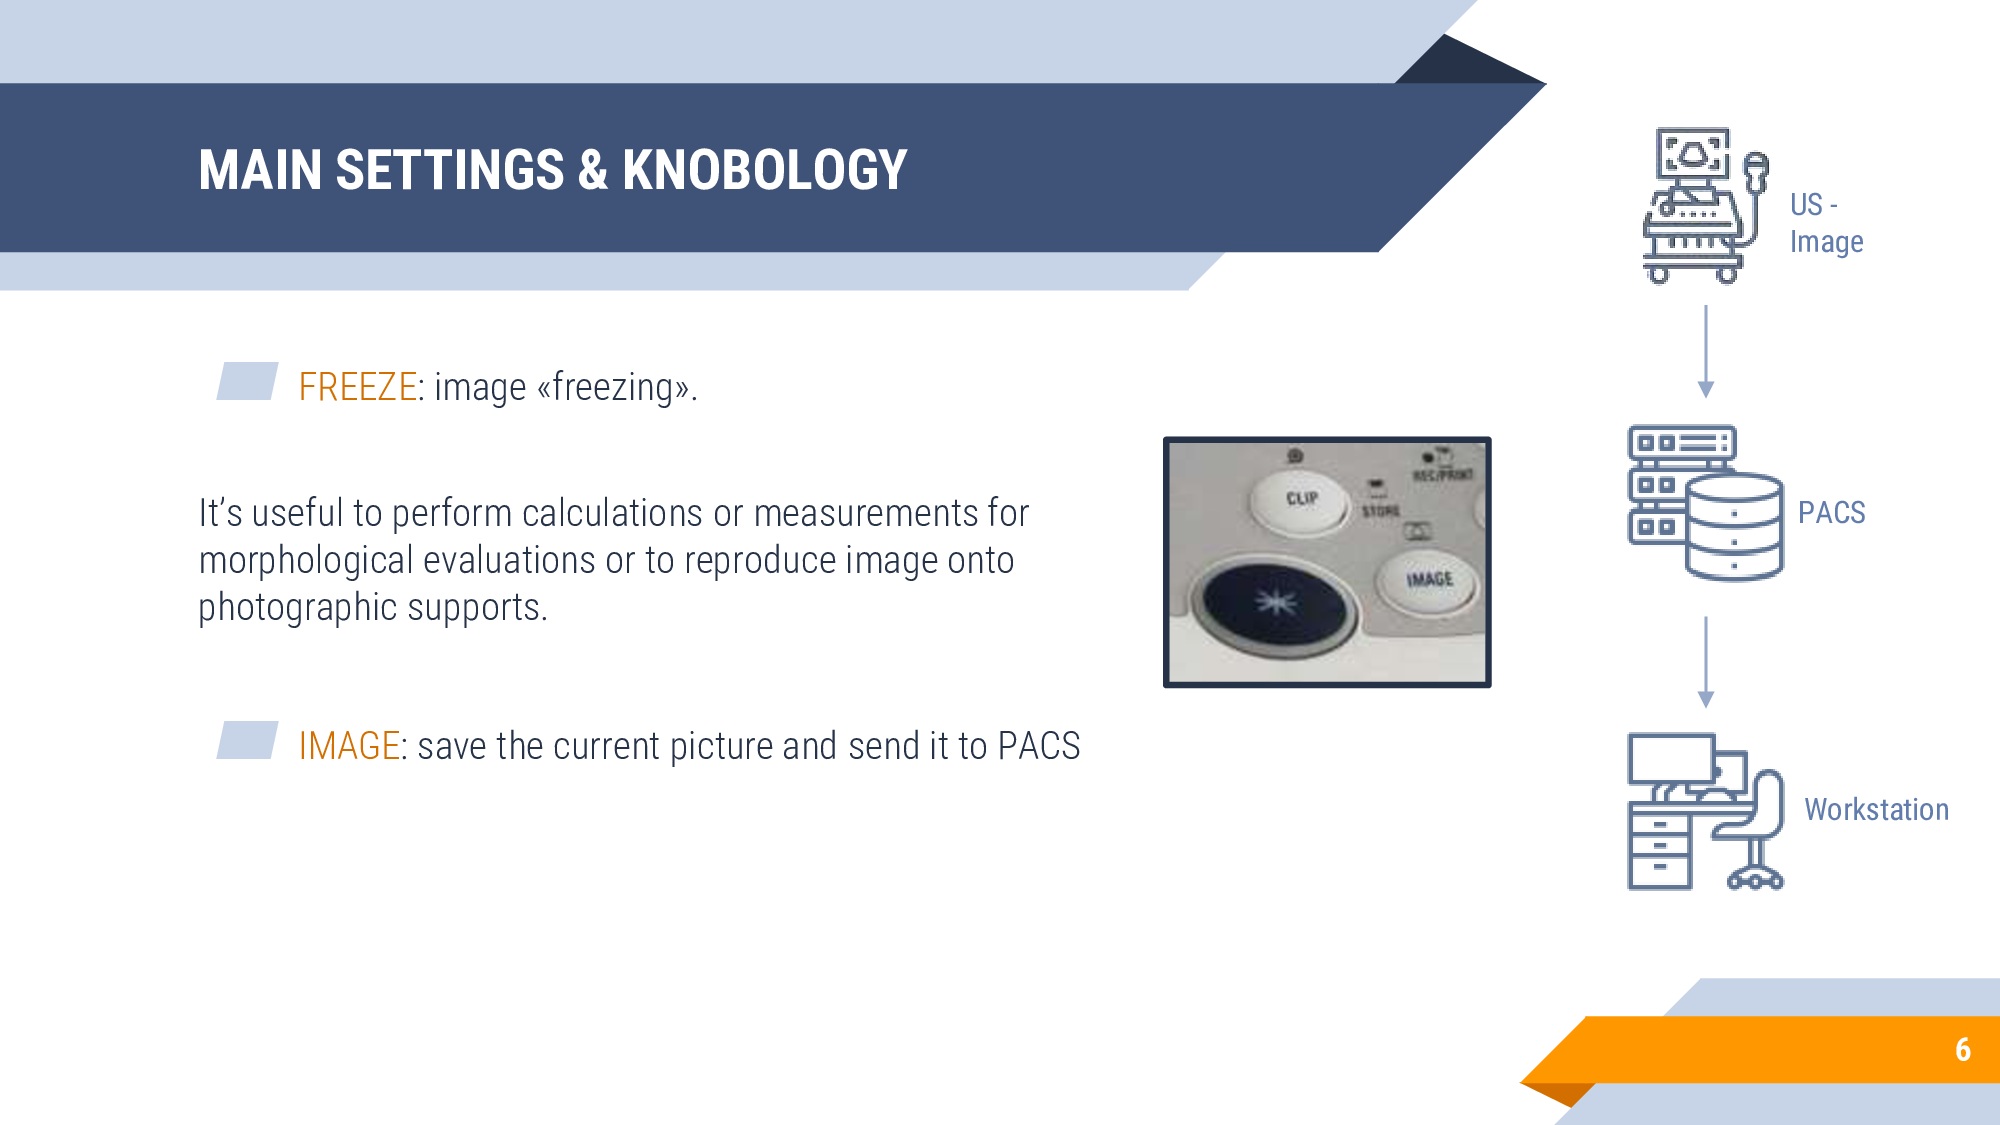 MAIN SETTINGS & KNOBOLOGY
FREEZE: image «freezing».
It’s useful to perform calculations or measurements for
morphological evaluations or to reproduce image onto
photographic supports.
IMAGE: save the current picture and send it to PACS
CLIP
REC/PRINT
STORE
IMAGE
US -
Image
PACS
Workstation
6